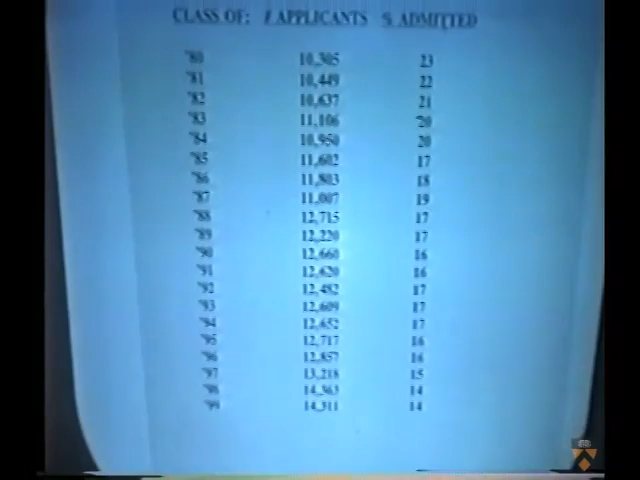 CLASS OF: # APPLICANTS % ADMITTED
'80 10,305 23
'81 10,449 22
'82 10,637 21
'83 11,106 20
'84 10,950 20
'85 11,602 17
'86 11,803 18
'87 11,007 19
'88 12,715 17
'89 12,220 17
'90 12,660 16
'91 12,620 16
'92 12,482 17
'93 12,609 17
'94 12,652 17
'95 12,717 16
'96 12,857 16
'97 13,218 15
'98 14,363 14
'99 14,311 14